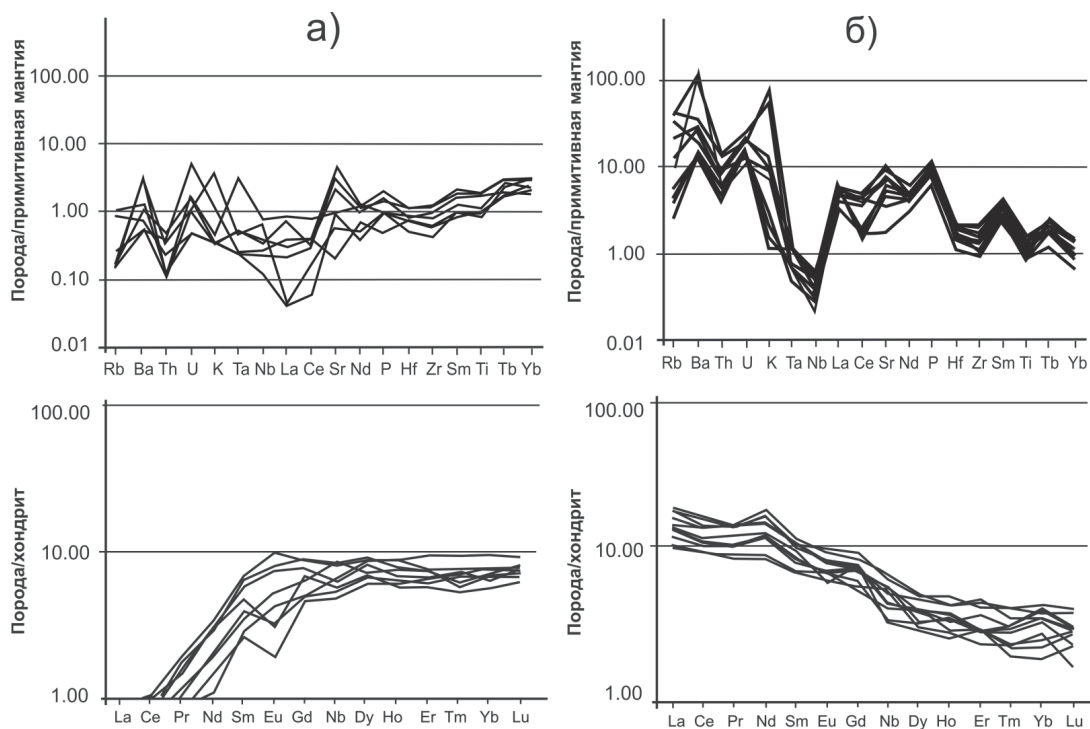 а)
Порода/примитивная мантия
100.00
10.00
1.00
0.10
0.01
Rb Ba Th U K Ta Nb La Ce Sr Nd P Hf Zr Sm Ti Tb Yb
б)
Порода/примитивная мантия
100.00
10.00
1.00
0.10
0.01
Rb Ba Th U K Ta Nb La Ce Sr Nd P Hf Zr Sm Ti Tb Yb
Порода/хондрит
100.00
10.00
1.00
La Ce Pr Nd Sm Eu Gd Nb Dy Ho Er Tm Yb Lu
Порода/хондрит
100.00
10.00
1.00
La Ce Pr Nd Sm Eu Gd Nb Dy Ho Er Tm Yb Lu